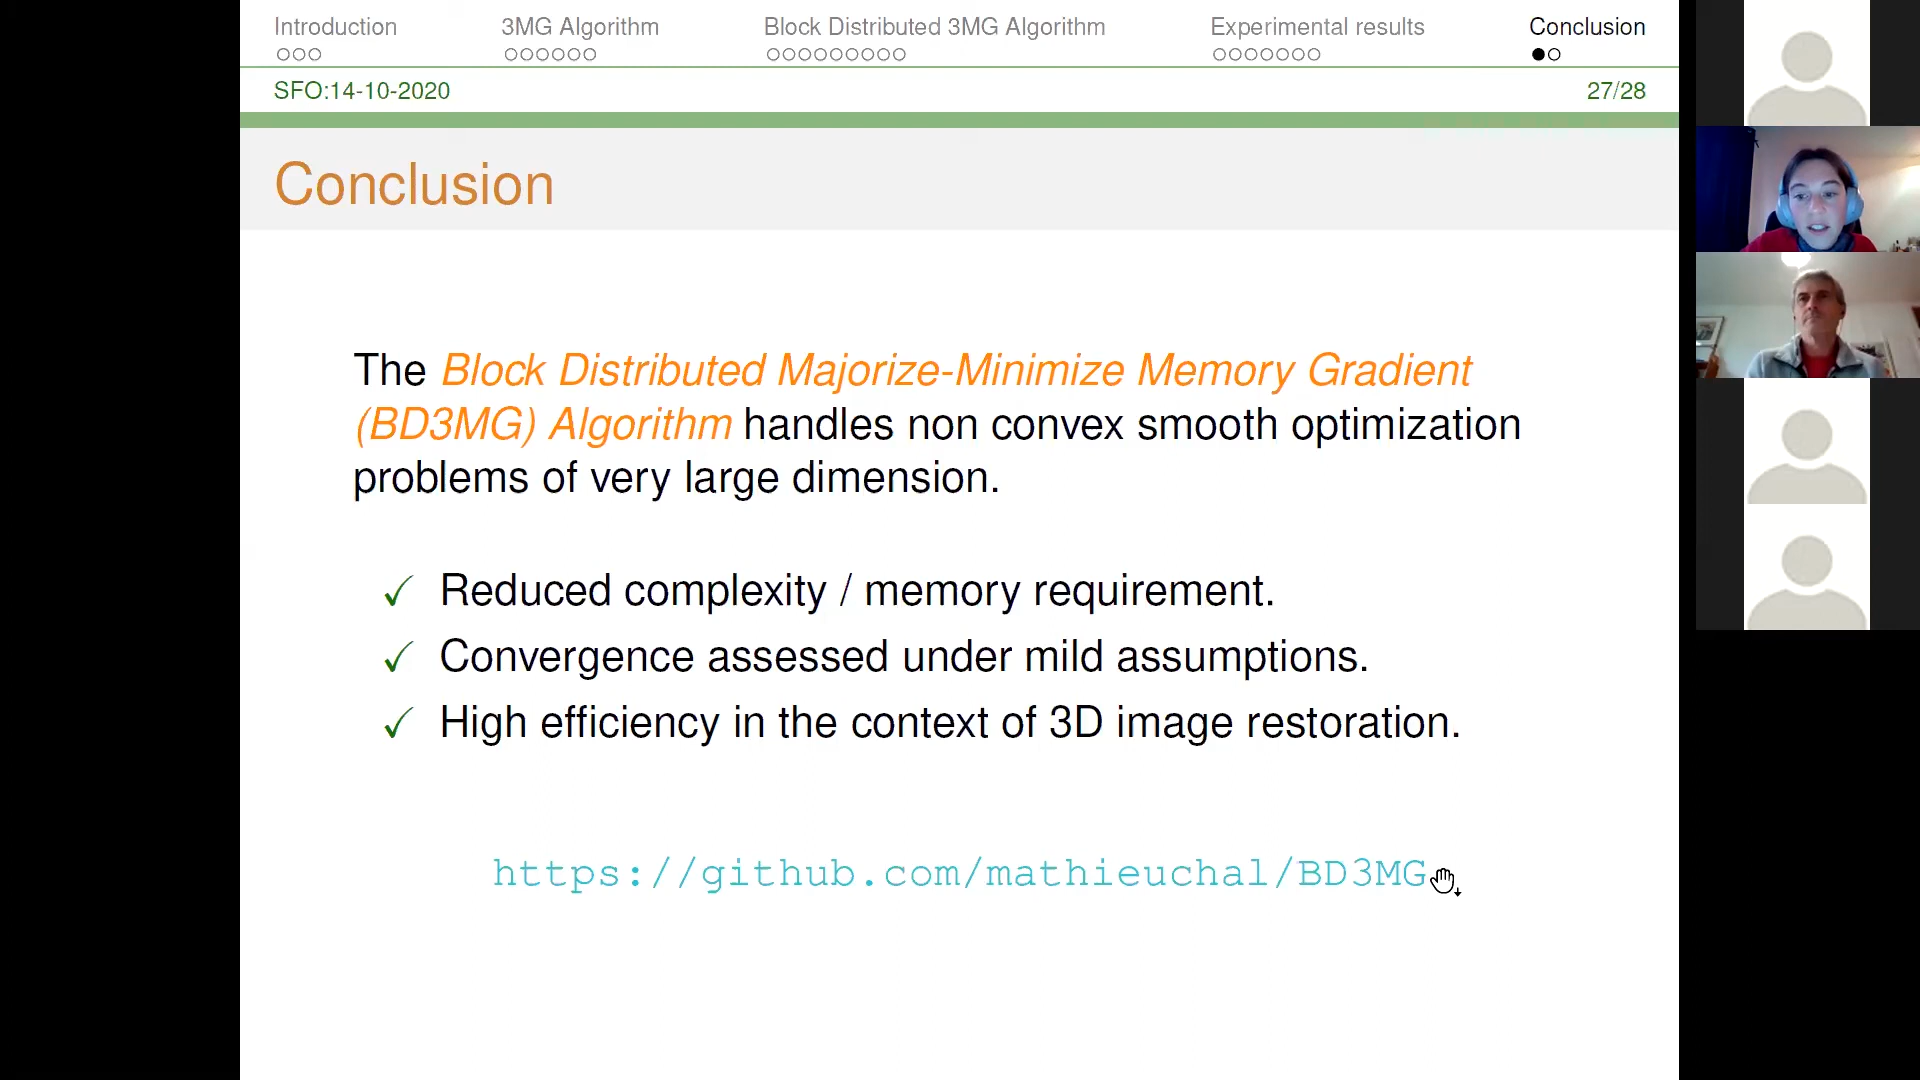 Introduction 3MG Algorithm Block Distributed 3MG Algorithm Experimental results Conclusion
SFO:14-10-2020 27/28
Conclusion
The Block Distributed Majorize-Minimize Memory Gradient
(BD3MG) Algorithm handles non convex smooth optimization
problems of very large dimension.
✓ Reduced complexity / memory requirement.
✓ Convergence assessed under mild assumptions.
✓ High efficiency in the context of 3D image restoration.
https://github.com/mathieuchal/BD3MG